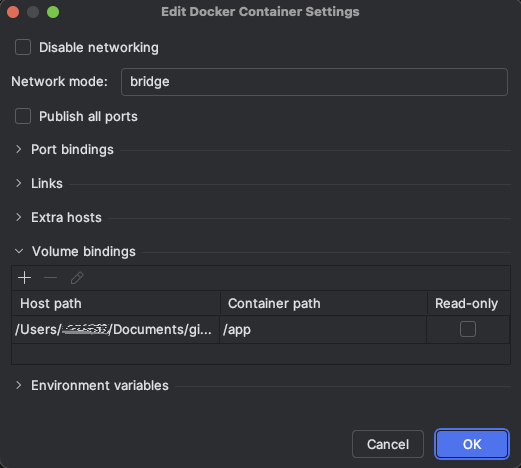 Edit Docker Container Settings
Disable networking
Network mode: bridge
Publish all ports
Port bindings
Links
Extra hosts
Volume bindings
Host path Container path Read-only
/Users/ /Documents/gi... /app
Environment variables
Cancel OK